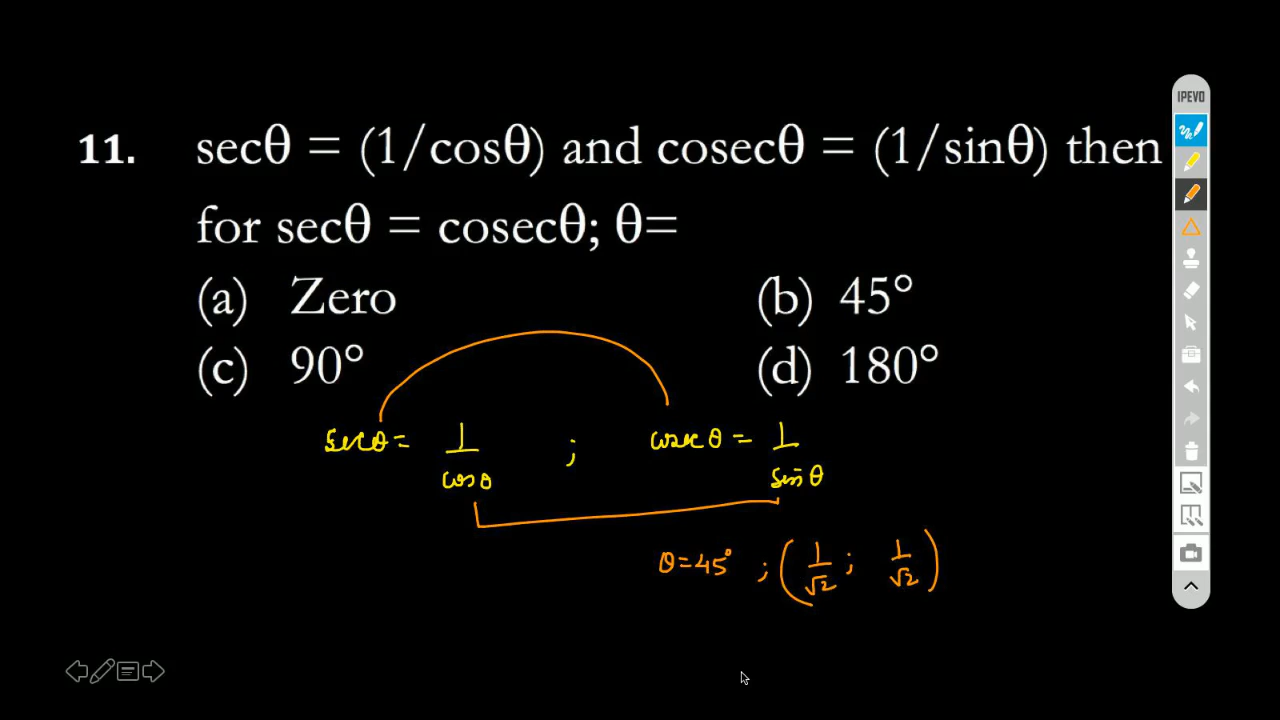 IPEVO
11. secθ = (1/cosθ) and cosecθ = (1/sinθ) then
for secθ = cosecθ; θ=
(a) Zero (b) 45°
(c) 90° (d) 180°
secθ = 1/cosθ ; cosecθ = 1/sinθ
θ=45° ; (1/√2 ; 1/√2)